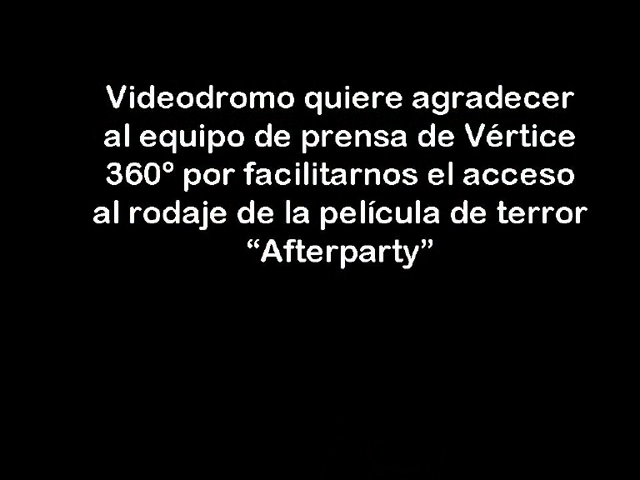 Videodromo quiere agradecer
al equipo de prensa de Vértice
360º por facilitarnos el acceso
al rodaje de la película de terror
“Afterparty”